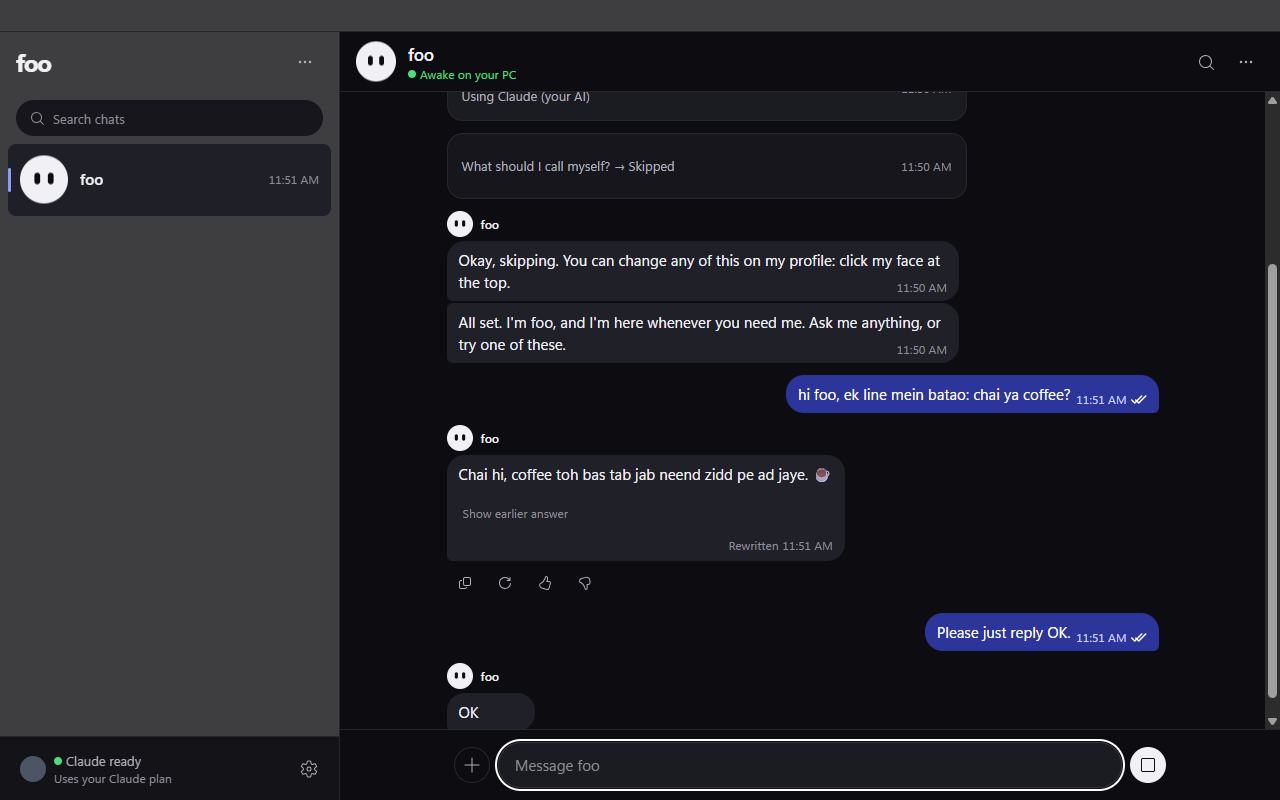 foo
...
Search chats
foo
11:51 AM
Claude ready
Uses your Claude plan
foo
Awake on your PC
...
Using Claude (your AI)
What should I call myself? → Skipped
11:50 AM
foo
Okay, skipping. You can change any of this on my profile: click my face at
the top.
11:50 AM
All set. I'm foo, and I'm here whenever you need me. Ask me anything, or
try one of these.
11:50 AM
hi foo, ek line mein batao: chai ya coffee? 11:51 AM
foo
Chai hi, coffee toh bas tab jab neend zidd pe ad jaye. ☕
Show earlier answer
Rewritten 11:51 AM
Please just reply OK. 11:51 AM
foo
OK
Message foo